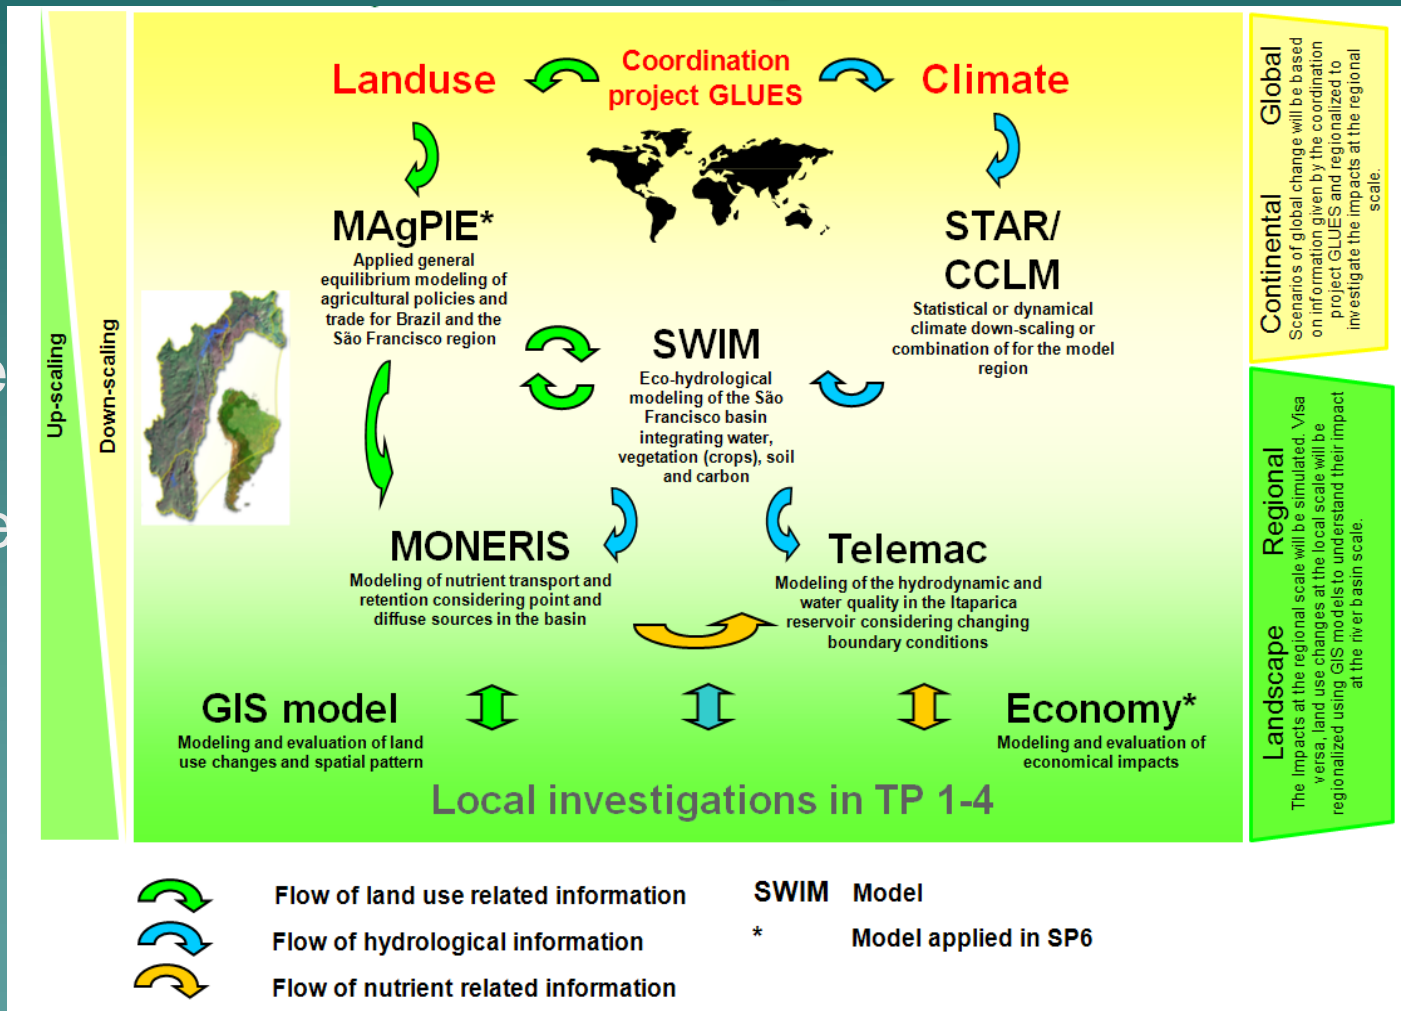 Landuse
Coordination
project GLUES
Climate
MAgPIE*
Applied general
equilibrium modeling of
agricultural policies and
trade for Brazil and the
São Francisco region
STAR/
CCLM
Statistical or dynamical
climate down-scaling or
combination of for the model
region
SWIM
Eco-hydrological
modeling of the São
Francisco basin
integrating water,
vegetation (crops), soil
and carbon
MONERIS
Modeling of nutrient transport and
retention considering point and
diffuse sources in the basin
Telemac
Modeling of the hydrodynamic and
water quality in the Itaparica
reservoir considering changing
boundary conditions
GIS model
Modeling and evaluation of land
use changes and spatial pattern
Economy*
Modeling and evaluation of
economical impacts
Local investigations in TP 1-4
Up-scaling
Down-scaling
e
e
Continental Global
Scenarios of global change will be based
on information given by the coordination
project GLUES and regionalized to
investigate the impacts at the regional
scale.
Landscape Regional
The Impacts at the regional scale will be simulated. Visa
versa, land use changes at the local scale will be
regionalized using GIS models to understand their impact
at the river basin scale.
Flow of land use related information
Flow of hydrological information
Flow of nutrient related information
SWIM Model
* Model applied in SP6